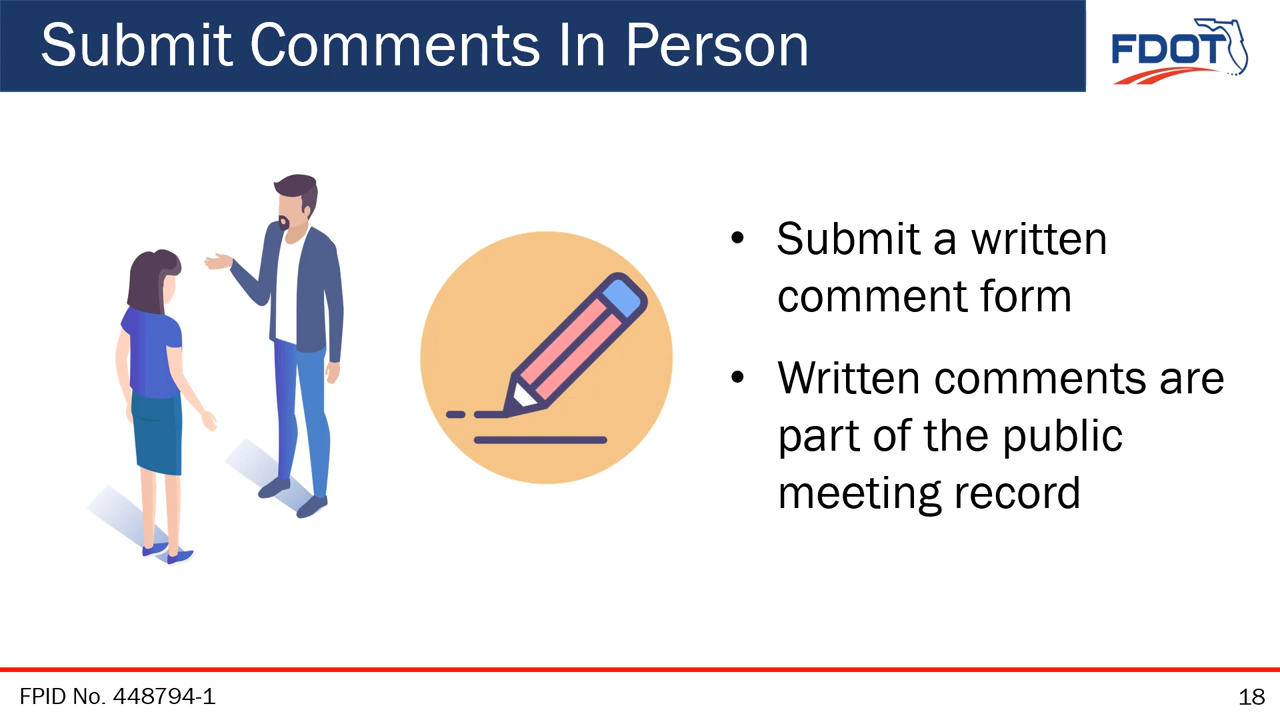 Submit Comments In Person
FDOT
• Submit a written
comment form
• Written comments are
part of the public
meeting record
FPID No. 448794-1
18